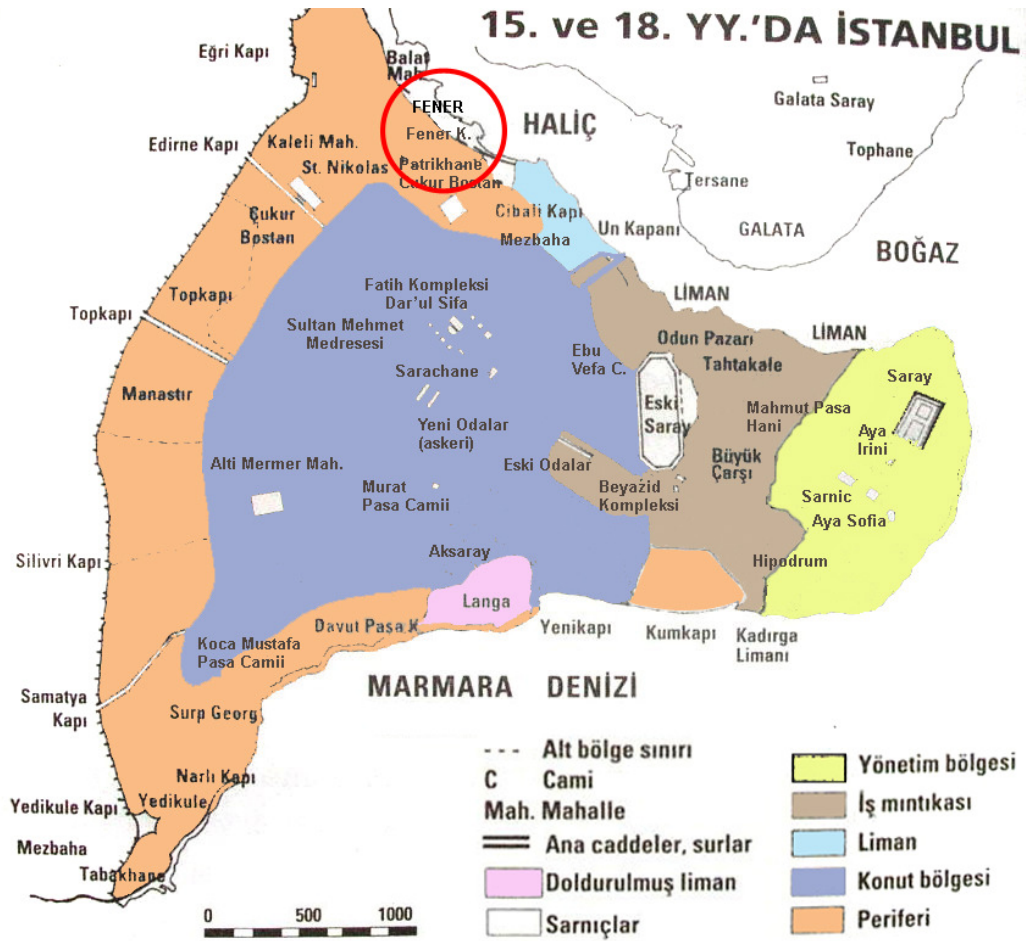 15. ve 18. YY.'DA İSTANBUL
Eğri Kapı
Balat
Mah.
FENER
Fener K.
HALİÇ
Galata Saray
Tophane
Tersane
GALATA
BOĞAZ
Edirne Kapı
Kaleli Mah.
St. Nikolas
Patrikhane
Cukur Bostan
Çukur
Bostan
Cibali Kapı
Mezbaha
Un Kapanı
Topkapı
Topkapı
Fatih Kompleksi
Dar'ul Sifa
Sultan Mehmet
Medresesi
Sarachane
LİMAN
LİMAN
Odun Pazarı
Tahtakale
Ebu
Vefa C.
Eski
Saray
Saray
Manastır
Yeni Odalar
(askeri)
Mahmut Pasa
Hani
Aya
Irini
Alti Mermer Mah.
Eski Odalar
Büyük
Çarşı
Murat
Pasa Camii
Beyazid
Kompleksi
Sarnic
Aya Sofia
Silivri Kapı
Aksaray
Hipodrum
Langa
Davut Paşa K
Yenikapı
Kumkapı
Kadırga
Limanı
Koca Mustafa
Pasa Camii
Samatya
Kapı
Surp Georg
MARMARA DENİZİ
Narlı Kapı
Yedikule Kapı
Yedikule
Mezbaha
Tabakhane
--- Alt bölge sınırı
C Cami
Mah. Mahalle
Ana caddeler, surlar
Doldurulmuş liman
Sarnıçlar
Yönetim bölgesi
İş mıntıkası
Liman
Konut bölgesi
Periferi
0 500 1000